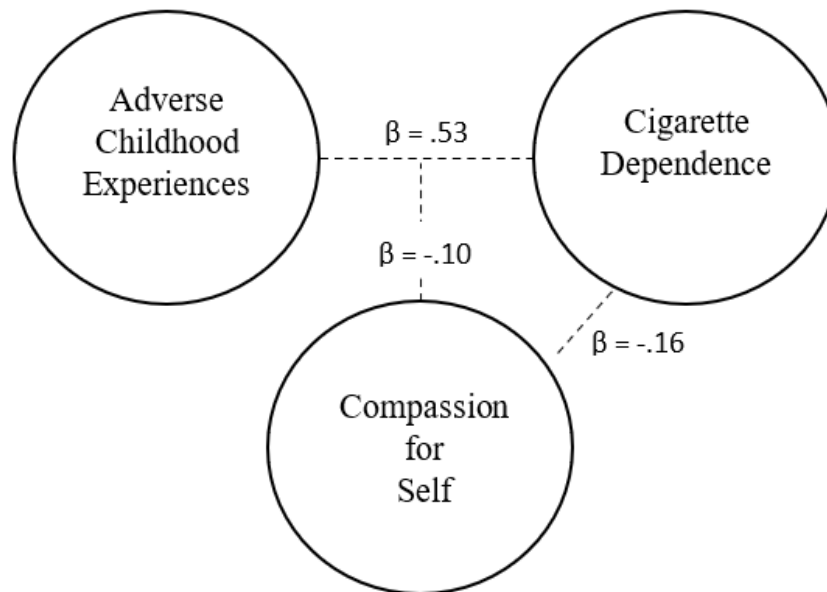 Adverse
Childhood
Experiences
β = .53
Cigarette
Dependence
β = -.10
β = -.16
Compassion
for
Self